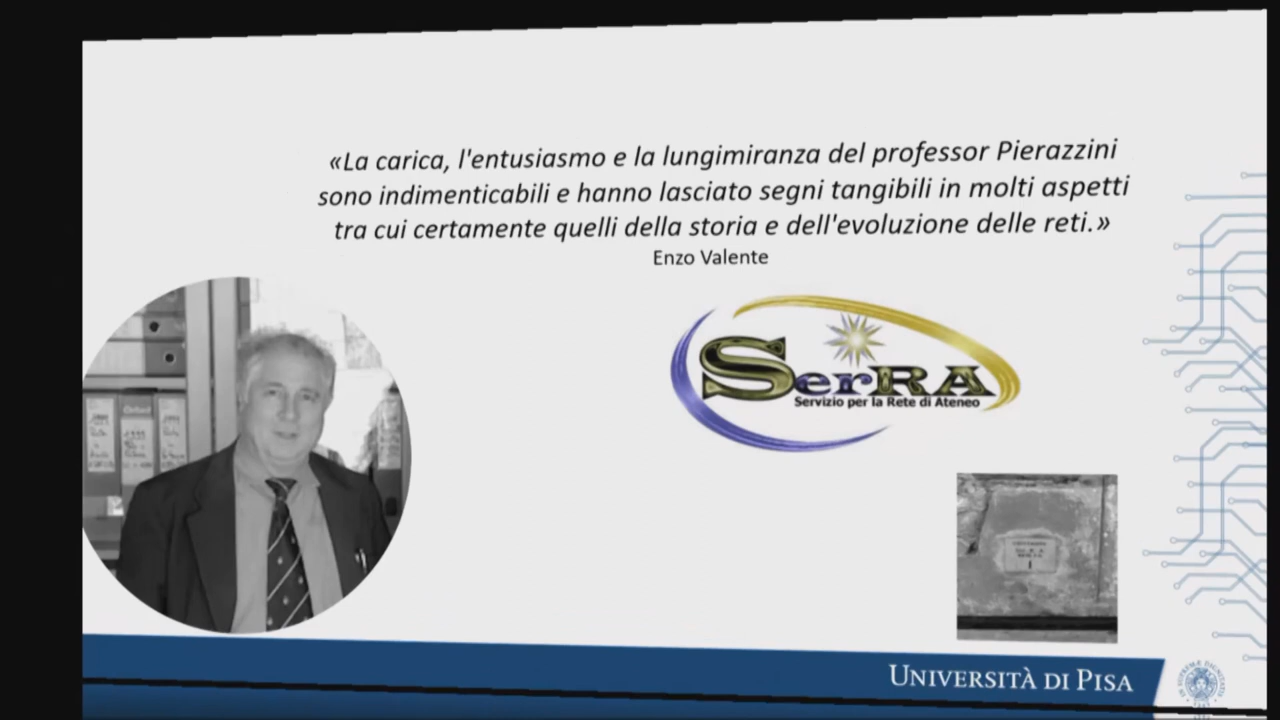 «La carica, l'entusiasmo e la lungimiranza del professor Pierazzini
sono indimenticabili e hanno lasciato segni tangibili in molti aspetti
tra cui certamente quelli della storia e dell'evoluzione delle reti.»
Enzo Valente
SerRA
Servizio per la Rete di Ateneo
UNIVERSITÀ DI PISA